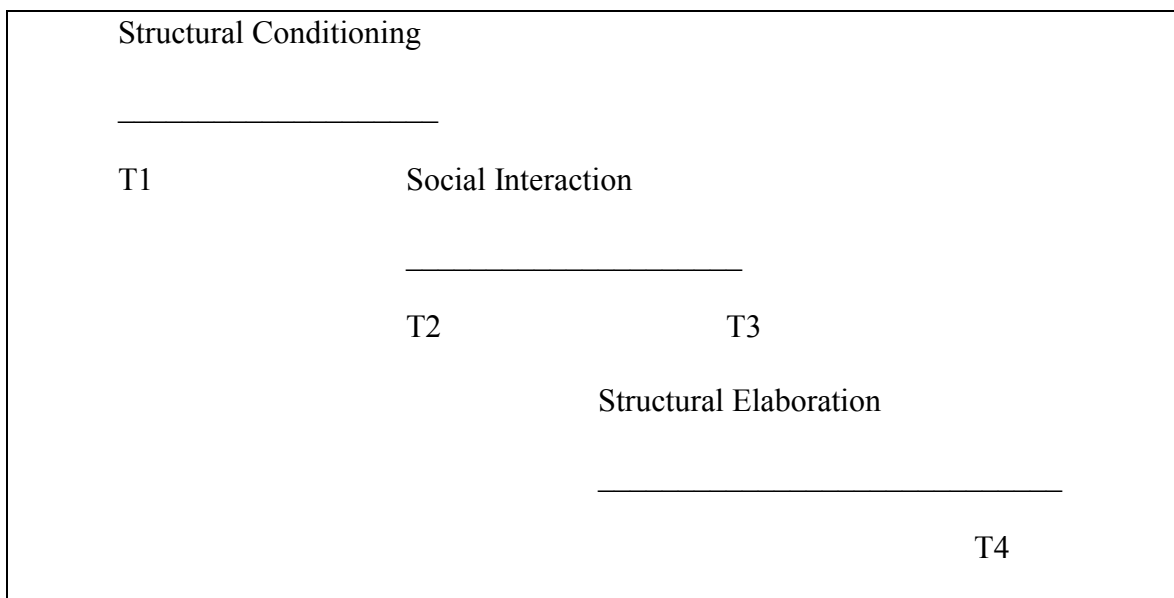 Structural Conditioning
T1 Social Interaction
T2 T3
Structural Elaboration
T4